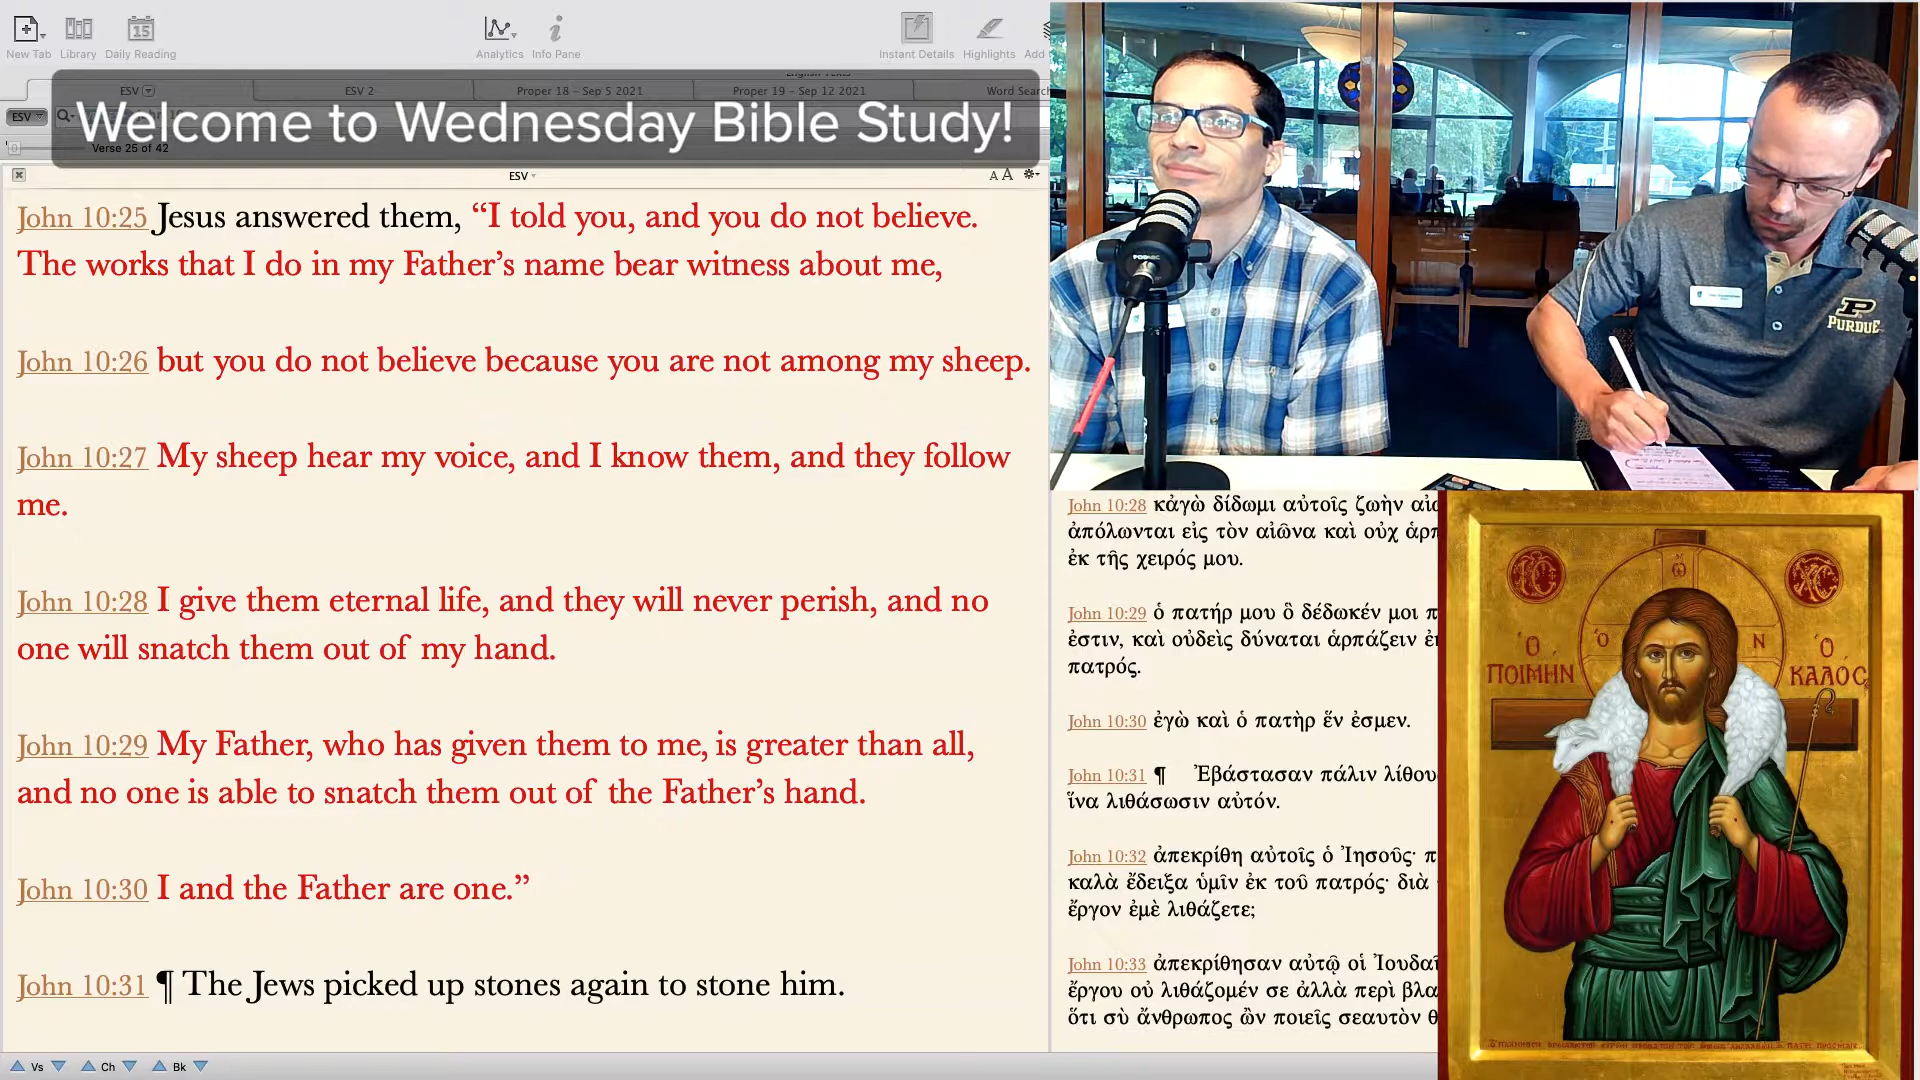 New Tab
Library
15
Daily Reading
Analytics
Info Pane
Instant Details
Highlights
Add
English Texts
ESV
ESV 2
Proper 18 – Sep 5 2021
Proper 19 – Sep 12 2021
Word Search
ESV
Welcome to Wednesday Bible Study!
Verse 25 of 42
ESV
A A
John 10:25 Jesus answered them, “I told you, and you do not believe.
The works that I do in my Father’s name bear witness about me,
John 10:26 but you do not believe because you are not among my sheep.
John 10:27 My sheep hear my voice, and I know them, and they follow
me.
John 10:28 I give them eternal life, and they will never perish, and no
one will snatch them out of my hand.
John 10:29 My Father, who has given them to me, is greater than all,
and no one is able to snatch them out of the Father’s hand.
John 10:30 I and the Father are one.”
John 10:31 ¶ The Jews picked up stones again to stone him.
Vs
Ch
Bk
P
PURDUE
John 10:28 κἀγὼ δίδωμι αὐτοῖς ζωὴν αἰω
ἀπόλωνται εἰς τὸν αἰῶνα καὶ οὐχ ἁρπ
ἐκ τῆς χειρός μου.
John 10:29 ὁ πατήρ μου ὃ δέδωκέν μοι π
ἐστιν, καὶ οὐδεὶς δύναται ἁρπάζειν ἐκ
πατρός.
John 10:30 ἐγὼ καὶ ὁ πατὴρ ἕν ἐσμεν.
John 10:31 ¶ Ἐβάστασαν πάλιν λίθου
ἵνα λιθάσωσιν αὐτόν.
John 10:32 ἀπεκρίθη αὐτοῖς ὁ Ἰησοῦς· π
καλὰ ἔδειξα ὑμῖν ἐκ τοῦ πατρός· διὰ
ἔργον ἐμὲ λιθάζετε;
John 10:33 ἀπεκρίθησαν αὐτῷ οἱ Ἰουδαῖ
ἔργου οὐ λιθάζομέν σε ἀλλὰ περὶ βλα
ὅτι σὺ ἄνθρωπος ὢν ποιεῖς σεαυτὸν θ
IC
XC
Ο Ὠ Ν
Ὁ
ΠΟΙΜΗΝ
Ὁ
ΚΑΛΟΣ